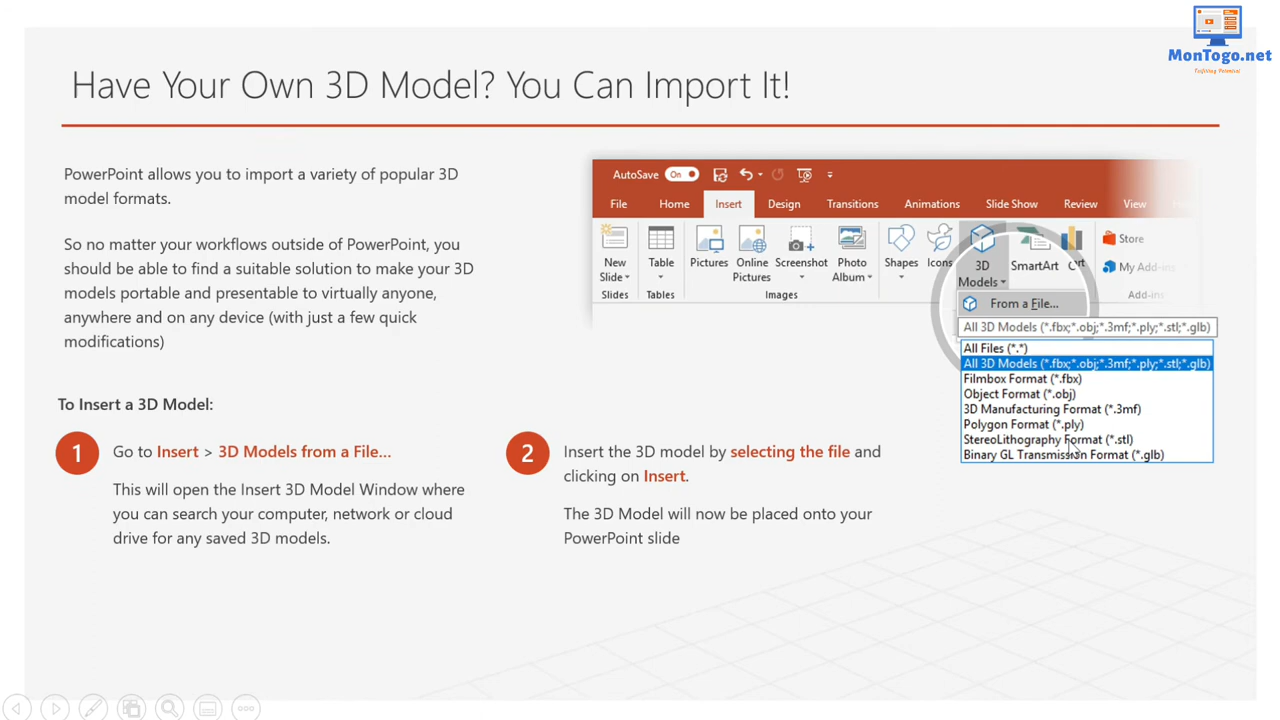 MonTogo.net
Have Your Own 3D Model? You Can Import It!
PowerPoint allows you to import a variety of popular 3D
model formats.
So no matter your workflows outside of PowerPoint, you
should be able to find a suitable solution to make your 3D
models portable and presentable to virtually anyone,
anywhere and on any device (with just a few quick
modifications)
AutoSave On
File Home Insert Design Transitions Animations Slide Show Review View
New Slide Table Pictures Online Pictures Screenshot Photo Album Shapes Icons 3D Models SmartArt Store
My Add-ins
Slides Tables Images Add-ins
From a File...
All 3D Models (*.fbx;*.obj;*.3mf;*.ply;*.stl;*.glb)
All Files (*.*)
All 3D Models (*.fbx;*.obj;*.3mf;*.ply;*.stl;*.glb)
Filmbox Format (*.fbx)
Object Format (*.obj)
3D Manufacturing Format (*.3mf)
Polygon Format (*.ply)
StereoLithography Format (*.stl)
Binary GL Transmission Format (*.glb)
To Insert a 3D Model:
1
Go to Insert > 3D Models from a File...
This will open the Insert 3D Model Window where
you can search your computer, network or cloud
drive for any saved 3D models.
2
Insert the 3D model by selecting the file and
clicking on Insert.
The 3D Model will now be placed onto your
PowerPoint slide